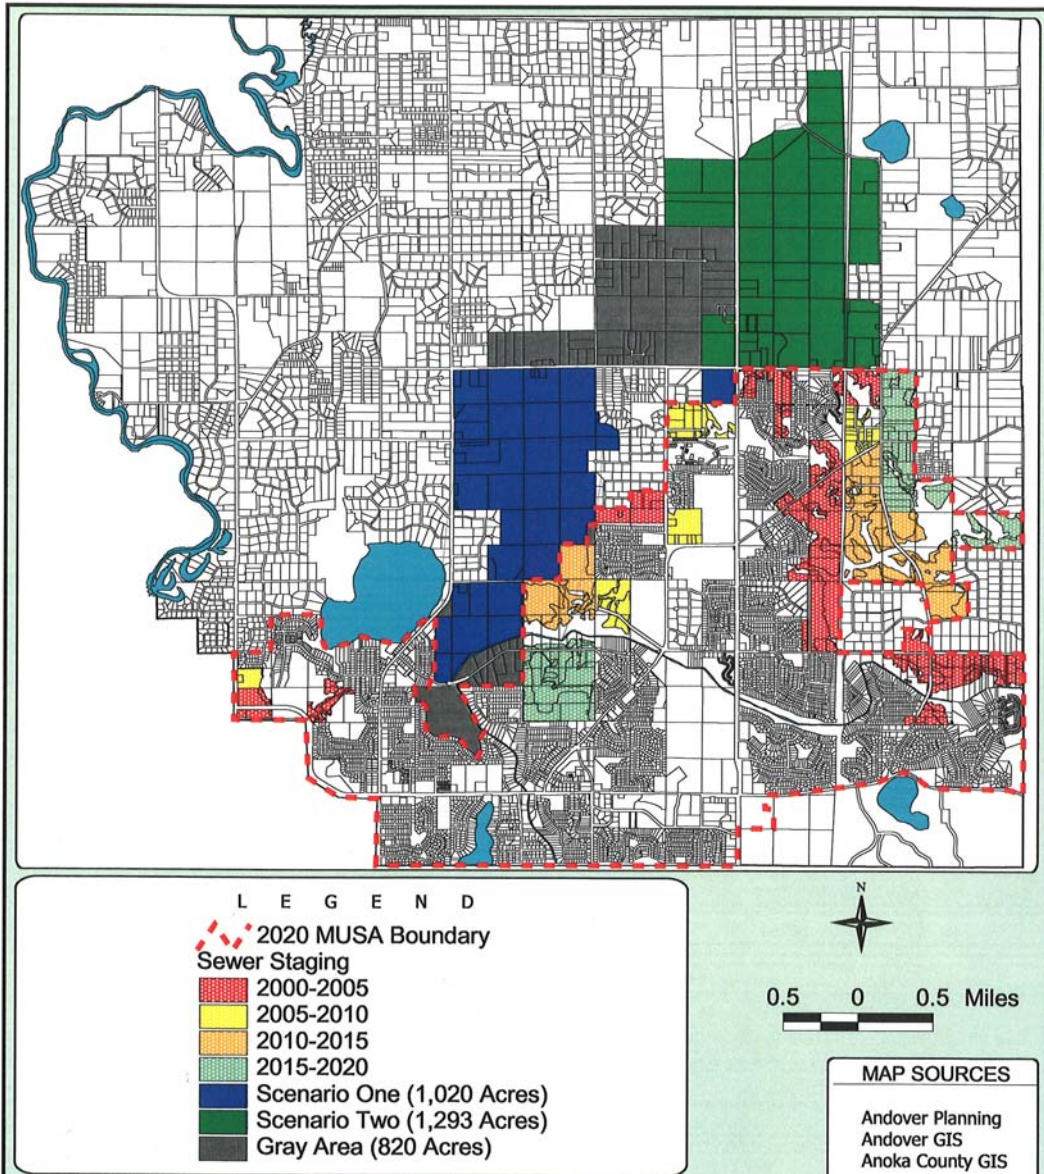 L E G E N D
2020 MUSA Boundary
Sewer Staging
2000-2005
2005-2010
2010-2015
2015-2020
Scenario One (1,020 Acres)
Scenario Two (1,293 Acres)
Gray Area (820 Acres)
N
0.5 0 0.5 Miles
MAP SOURCES
Andover Planning
Andover GIS
Anoka County GIS